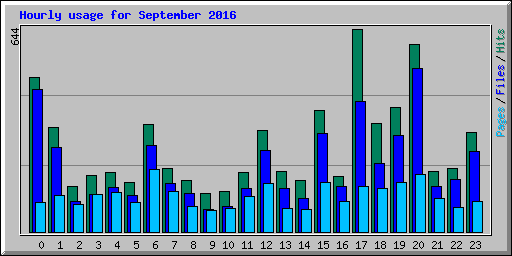 Hourly usage for September 2016
644
Pages/Files/Hits
0 1 2 3 4 5 6 7 8 9 10 11 12 13 14 15 16 17 18 19 20 21 22 23